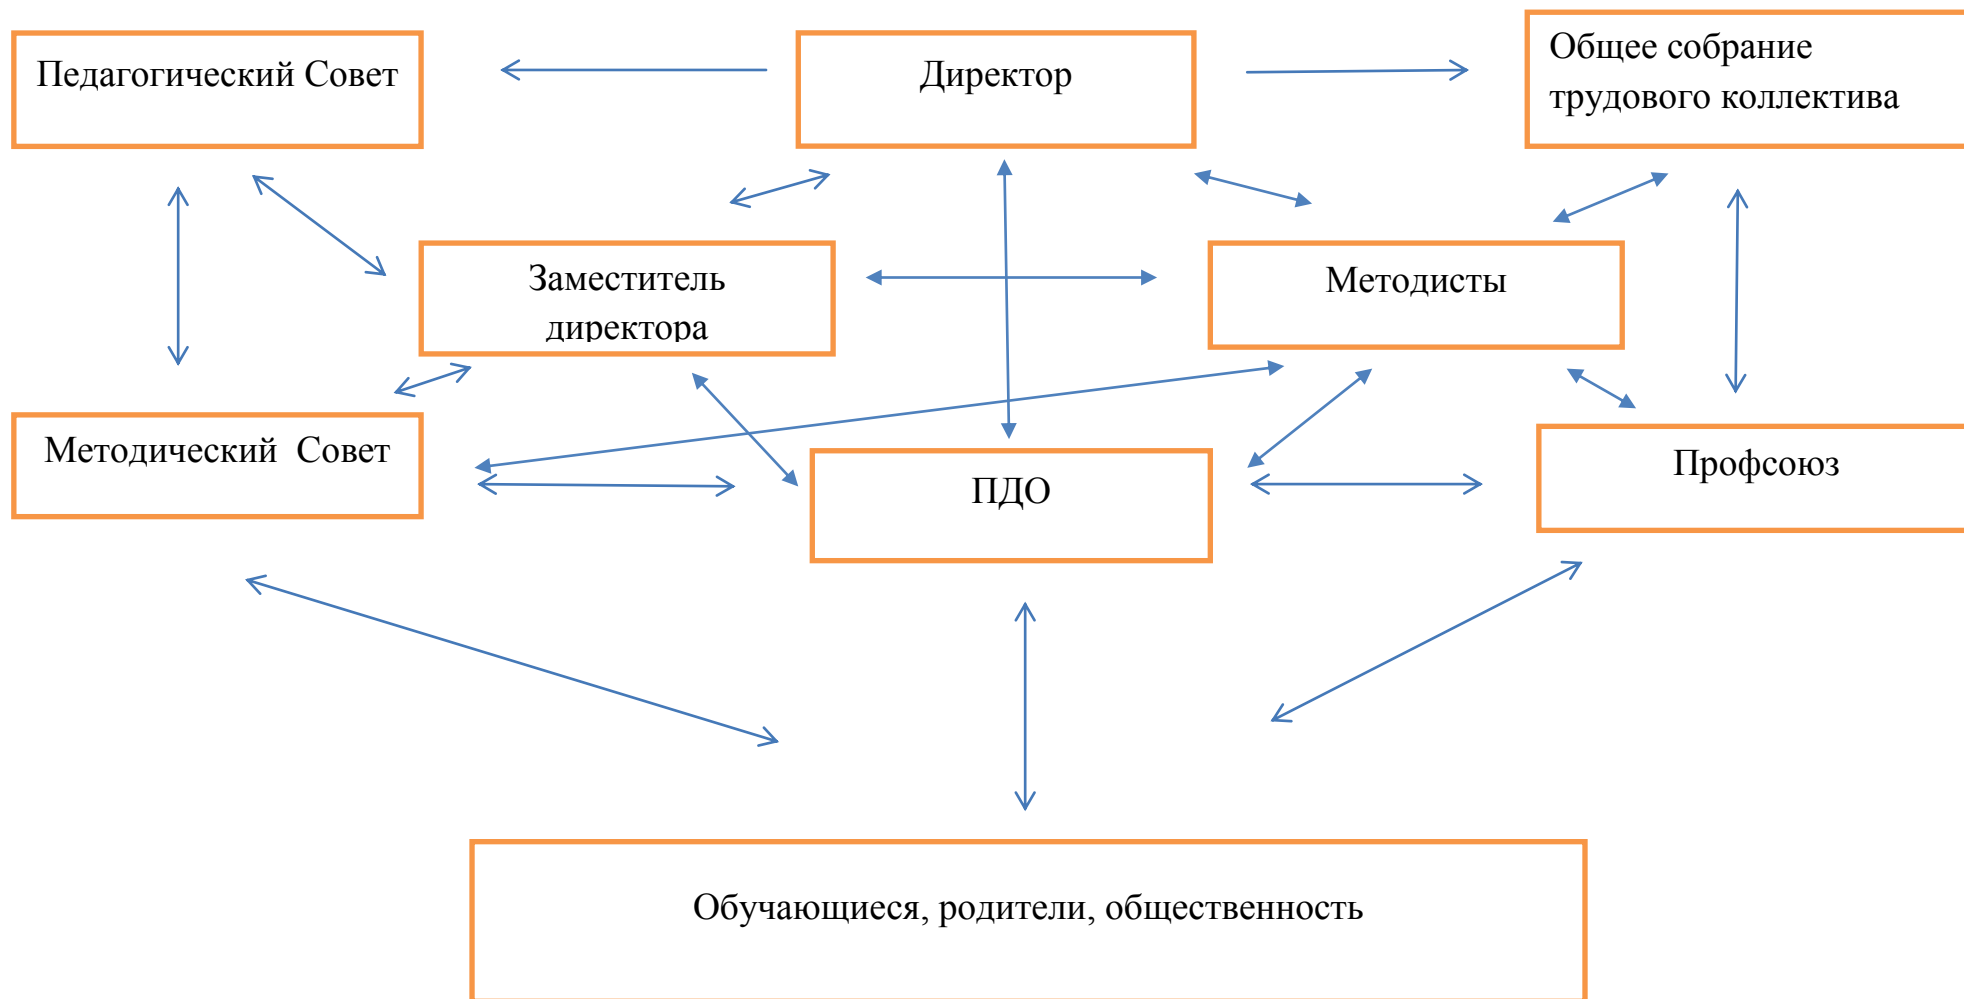 Педагогический Совет
Директор
Общее собрание
трудового коллектива
Заместитель
директора
Методисты
Методический  Совет
ПДО
Профсоюз
Обучающиеся, родители, общественность